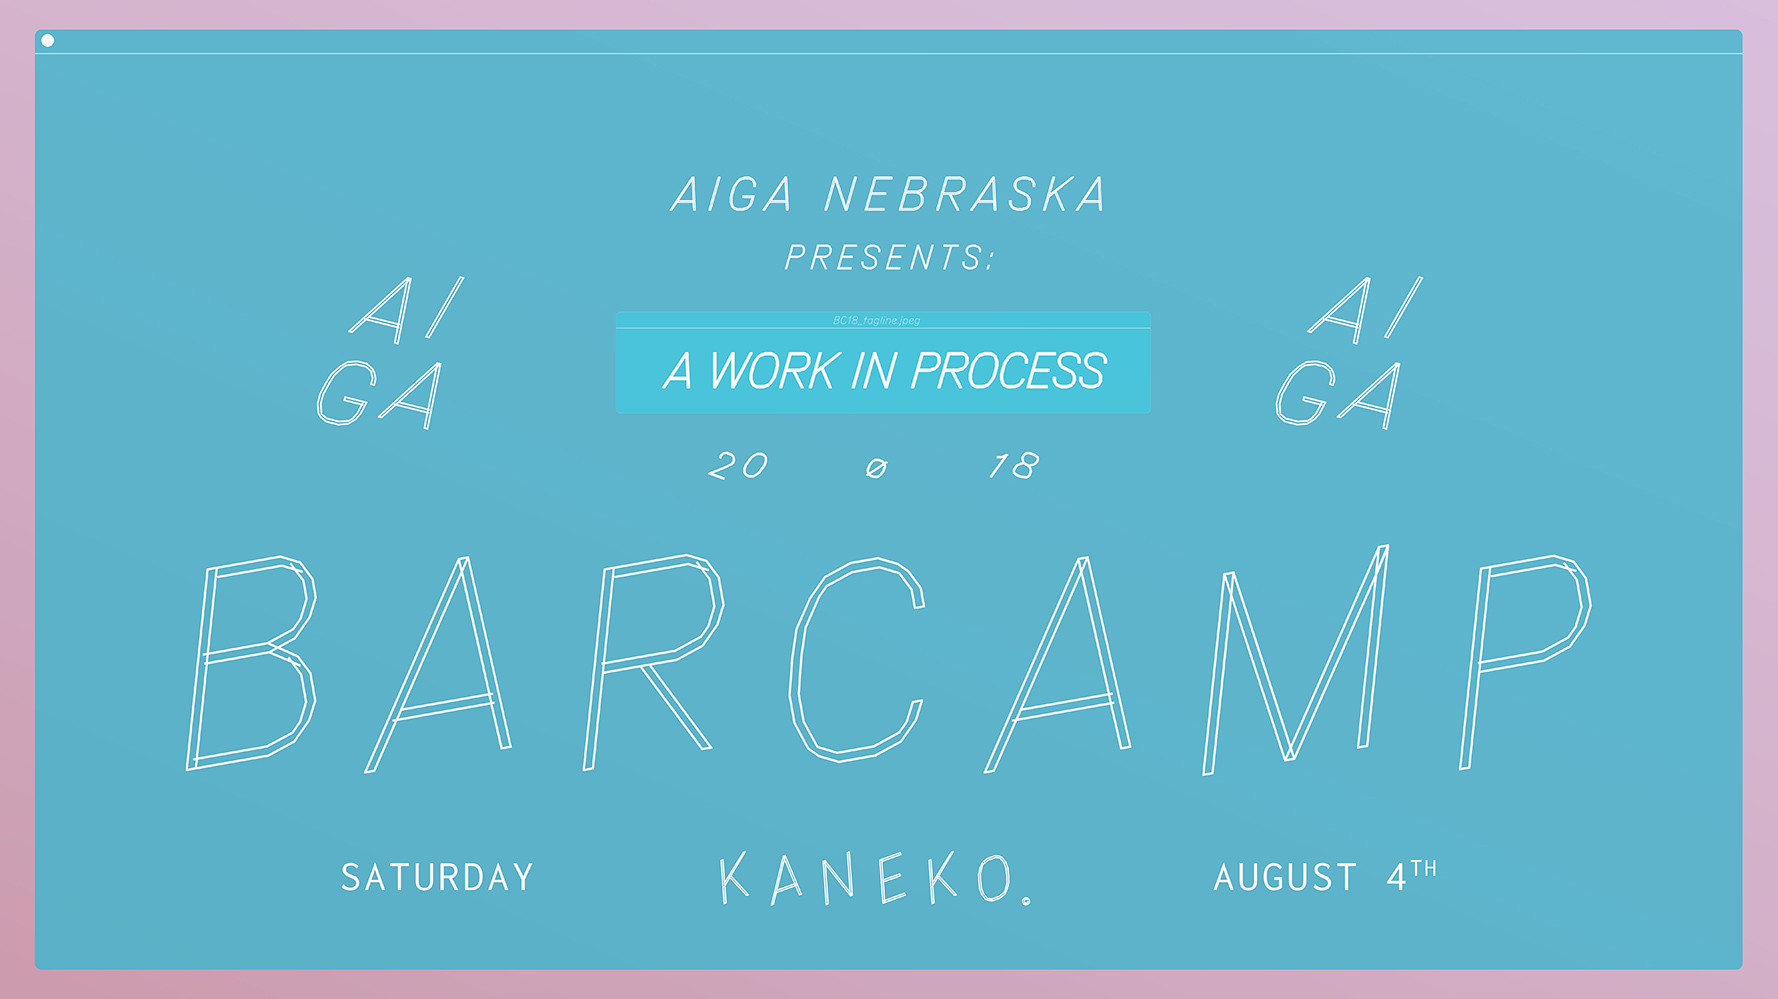 AIGA NEBRASKA
PRESENTS:
AI
GA
AI
GA
BC18_tagline.jpeg
A WORK IN PROCESS
20 ø 18
BARCAMP
SATURDAY
KANEKO.
AUGUST 4TH